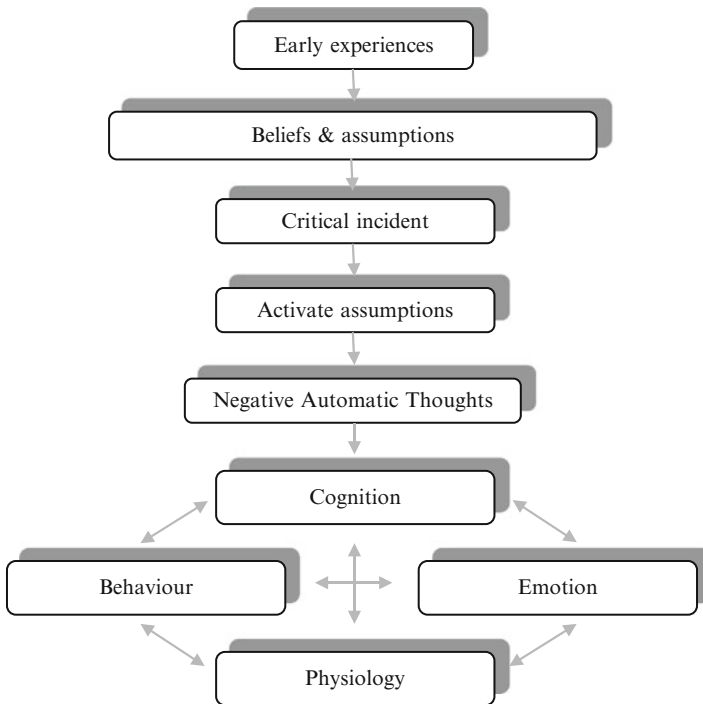 Early experiences
Beliefs & assumptions
Critical incident
Activate assumptions
Negative Automatic Thoughts
Cognition
Behaviour
Emotion
Physiology